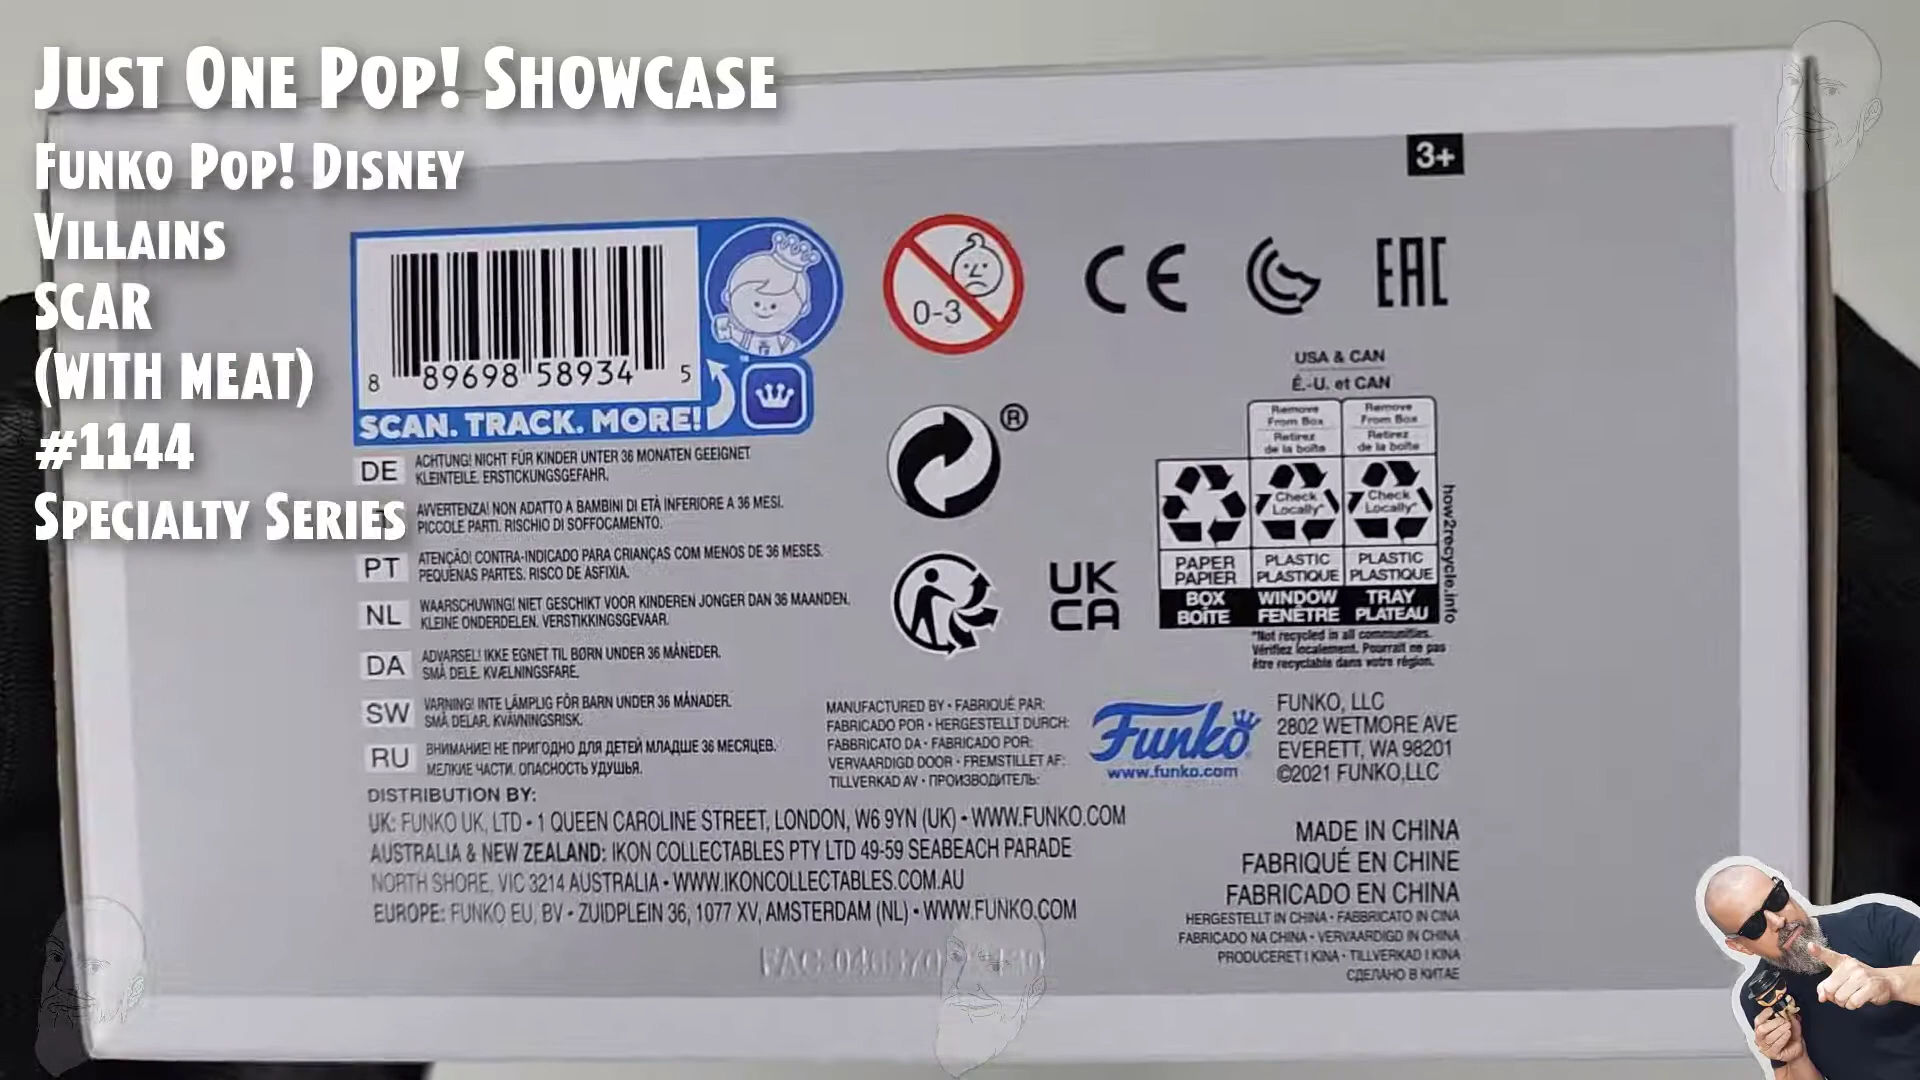 Just One Pop! Showcase
Funko Pop! Disney
Villains
SCAR
(WITH MEAT)
#1144
Specialty Series
3+
8 89698 58934 5
SCAN. TRACK. MORE!
0-3
CE
EAC
USA & CAN
É.-U. et CAN
Remove From Box
Retirez de la boîte
Remove From Box
Retirez de la boîte
Check Locally*
Check Locally*
PAPER PAPIER
PLASTIC PLASTIQUE
PLASTIC PLASTIQUE
BOX BOÎTE
WINDOW FENÊTRE
TRAY PLATEAU
how2recycle.info
*Not recycled in all communities.
Vérifiez localement. Pourrait ne pas
être recyclable dans votre région.
®
UK
CA
DE ACHTUNG! NICHT FÜR KINDER UNTER 36 MONATEN GEEIGNET
KLEINTEILE. ERSTICKUNGSGEFAHR.
AVVERTENZA! NON ADATTO A BAMBINI DI ETÀ INFERIORE A 36 MESI.
PICCOLE PARTI. RISCHIO DI SOFFOCAMENTO.
PT ATENÇÃO! CONTRA-INDICADO PARA CRIANÇAS COM MENOS DE 36 MESES.
PEQUENAS PARTES. RISCO DE ASFIXIA.
NL WAARSCHUWING! NIET GESCHIKT VOOR KINDEREN JONGER DAN 36 MAANDEN.
KLEINE ONDERDELEN. VERSTIKKINGSGEVAAR.
DA ADVARSEL! IKKE EGNET TIL BØRN UNDER 36 MÅNEDER.
SMÅ DELE. KVÆLNINGSFARE.
SW VARNING! INTE LÄMPLIG FÖR BARN UNDER 36 MÅNADER.
SMÅ DELAR. KVÄVNINGSRISK.
RU ВНИМАНИЕ! НЕ ПРИГОДНО ДЛЯ ДЕТЕЙ МЛАДШЕ 36 МЕСЯЦЕВ.
МЕЛКИЕ ЧАСТИ. ОПАСНОСТЬ УДУШЬЯ.
MANUFACTURED BY • FABRIQUÉ PAR:
FABRICADO POR • HERGESTELLT DURCH:
FABBRICATO DA • FABRICADO POR:
VERVAARDIGD DOOR • FREMSTILLET AF:
TILLVERKAD AV • ПРОИЗВОДИТЕЛЬ:
Funko
www.funko.com
FUNKO, LLC
2802 WETMORE AVE
EVERETT, WA 98201
©2021 FUNKO,LLC
DISTRIBUTION BY:
UK: FUNKO UK, LTD • 1 QUEEN CAROLINE STREET, LONDON, W6 9YN (UK) • WWW.FUNKO.COM
AUSTRALIA & NEW ZEALAND: IKON COLLECTABLES PTY LTD 49-59 SEABEACH PARADE
NORTH SHORE, VIC 3214 AUSTRALIA • WWW.IKONCOLLECTABLES.COM.AU
EUROPE: FUNKO EU, BV • ZUIDPLEIN 36, 1077 XV, AMSTERDAM (NL) • WWW.FUNKO.COM
MADE IN CHINA
FABRIQUÉ EN CHINE
FABRICADO EN CHINA
HERGESTELLT IN CHINA • FABBRICATO IN CINA
FABRICADO NA CHINA • VERVAARDIGD IN CHINA
PRODUCERET I KINA • TILLVERKAD I KINA
СДЕЛАНО В КИТАЕ